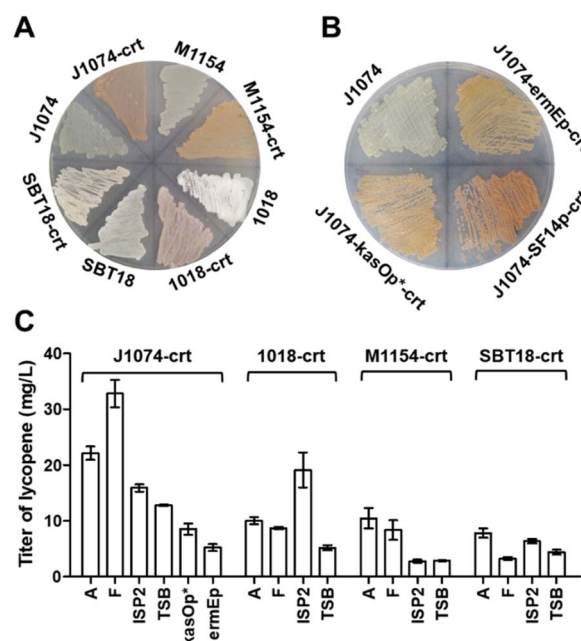 A
J1074-crt
M1154
M1154-crt
1018
1018-crt
SBT18
SBT18-crt
J1074
B
J1074
J1074-ermEp-crt
J1074-SF14p-crt
J1074-kasOp*-crt
C
Titer of lycopene (mg/L)
40
30
20
10
0
J1074-crt 1018-crt M1154-crt SBT18-crt
A F ISP2 TSB kasOp* ermEp A F ISP2 TSB A F ISP2 TSB A F ISP2 TSB